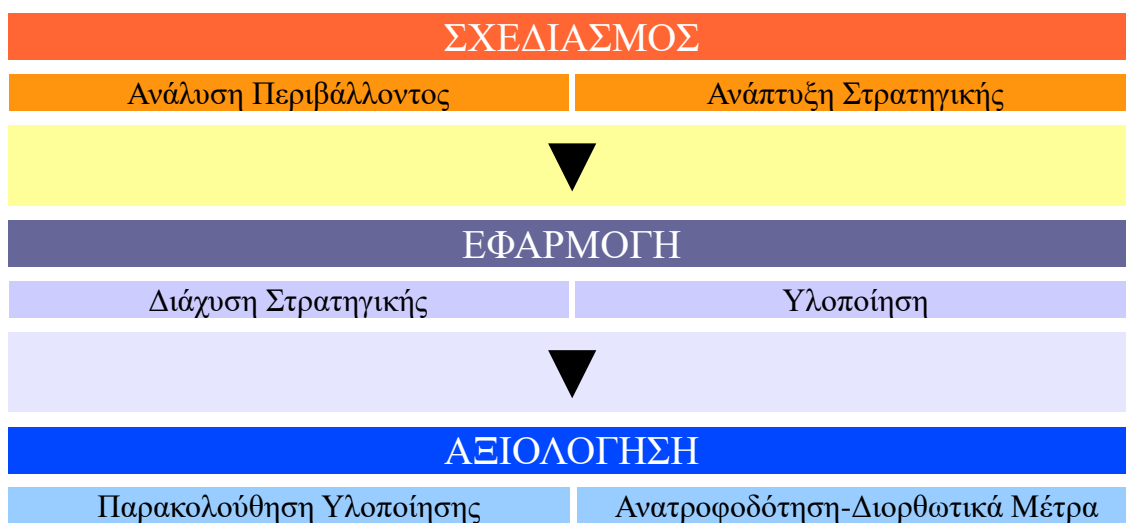 ΣΧΕΔΙΑΣΜΟΣ
Ανάλυση Περιβάλλοντος
Ανάπτυξη Στρατηγικής
ΕΦΑΡΜΟΓΗ
Διάχυση Στρατηγικής
Υλοποίηση
ΑΞΙΟΛΟΓΗΣΗ
Παρακολούθηση Υλοποίησης
Ανατροφοδότηση-Διορθωτικά Μέτρα